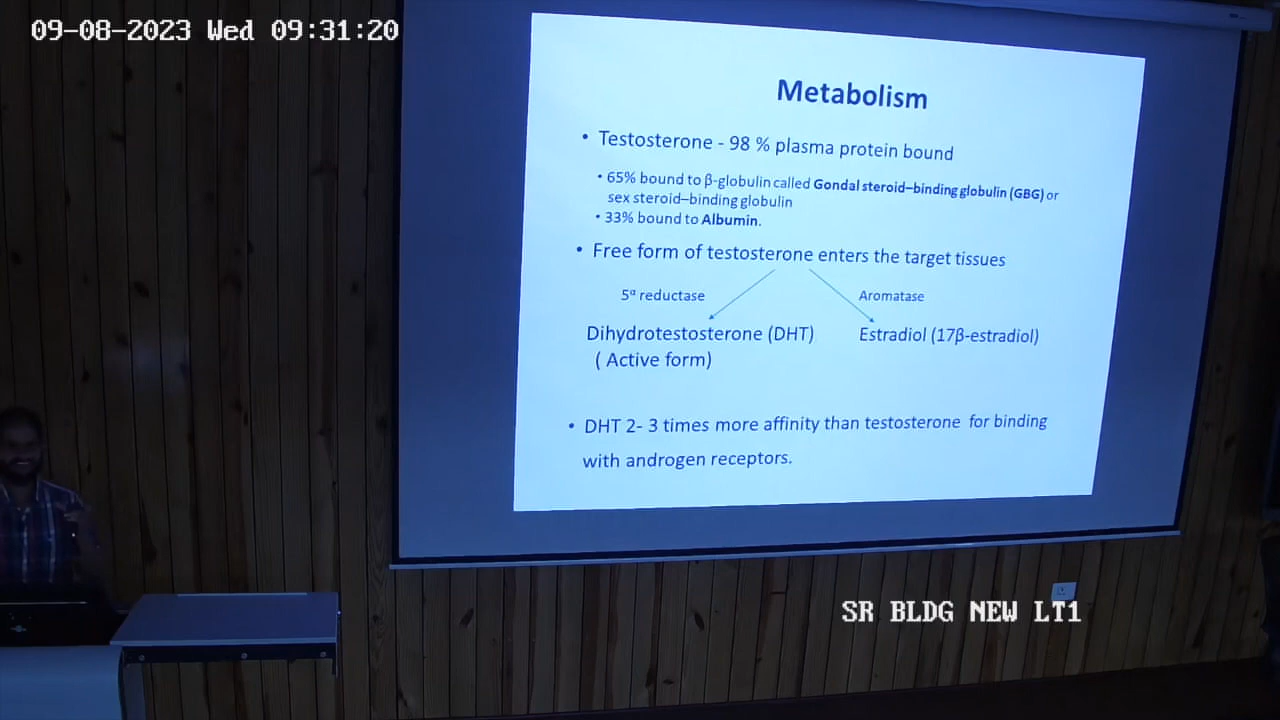 09-08-2023 Wed 09:31:20
Metabolism
• Testosterone - 98 % plasma protein bound
• 65% bound to β-globulin called Gondal steroid–binding globulin (GBG) or
sex steroid–binding globulin
• 33% bound to Albumin.
• Free form of testosterone enters the target tissues
5α reductase Aromatase
Dihydrotestosterone (DHT) Estradiol (17β-estradiol)
( Active form)
• DHT 2- 3 times more affinity than testosterone for binding
with androgen receptors.
SR BLDG NEW LT1